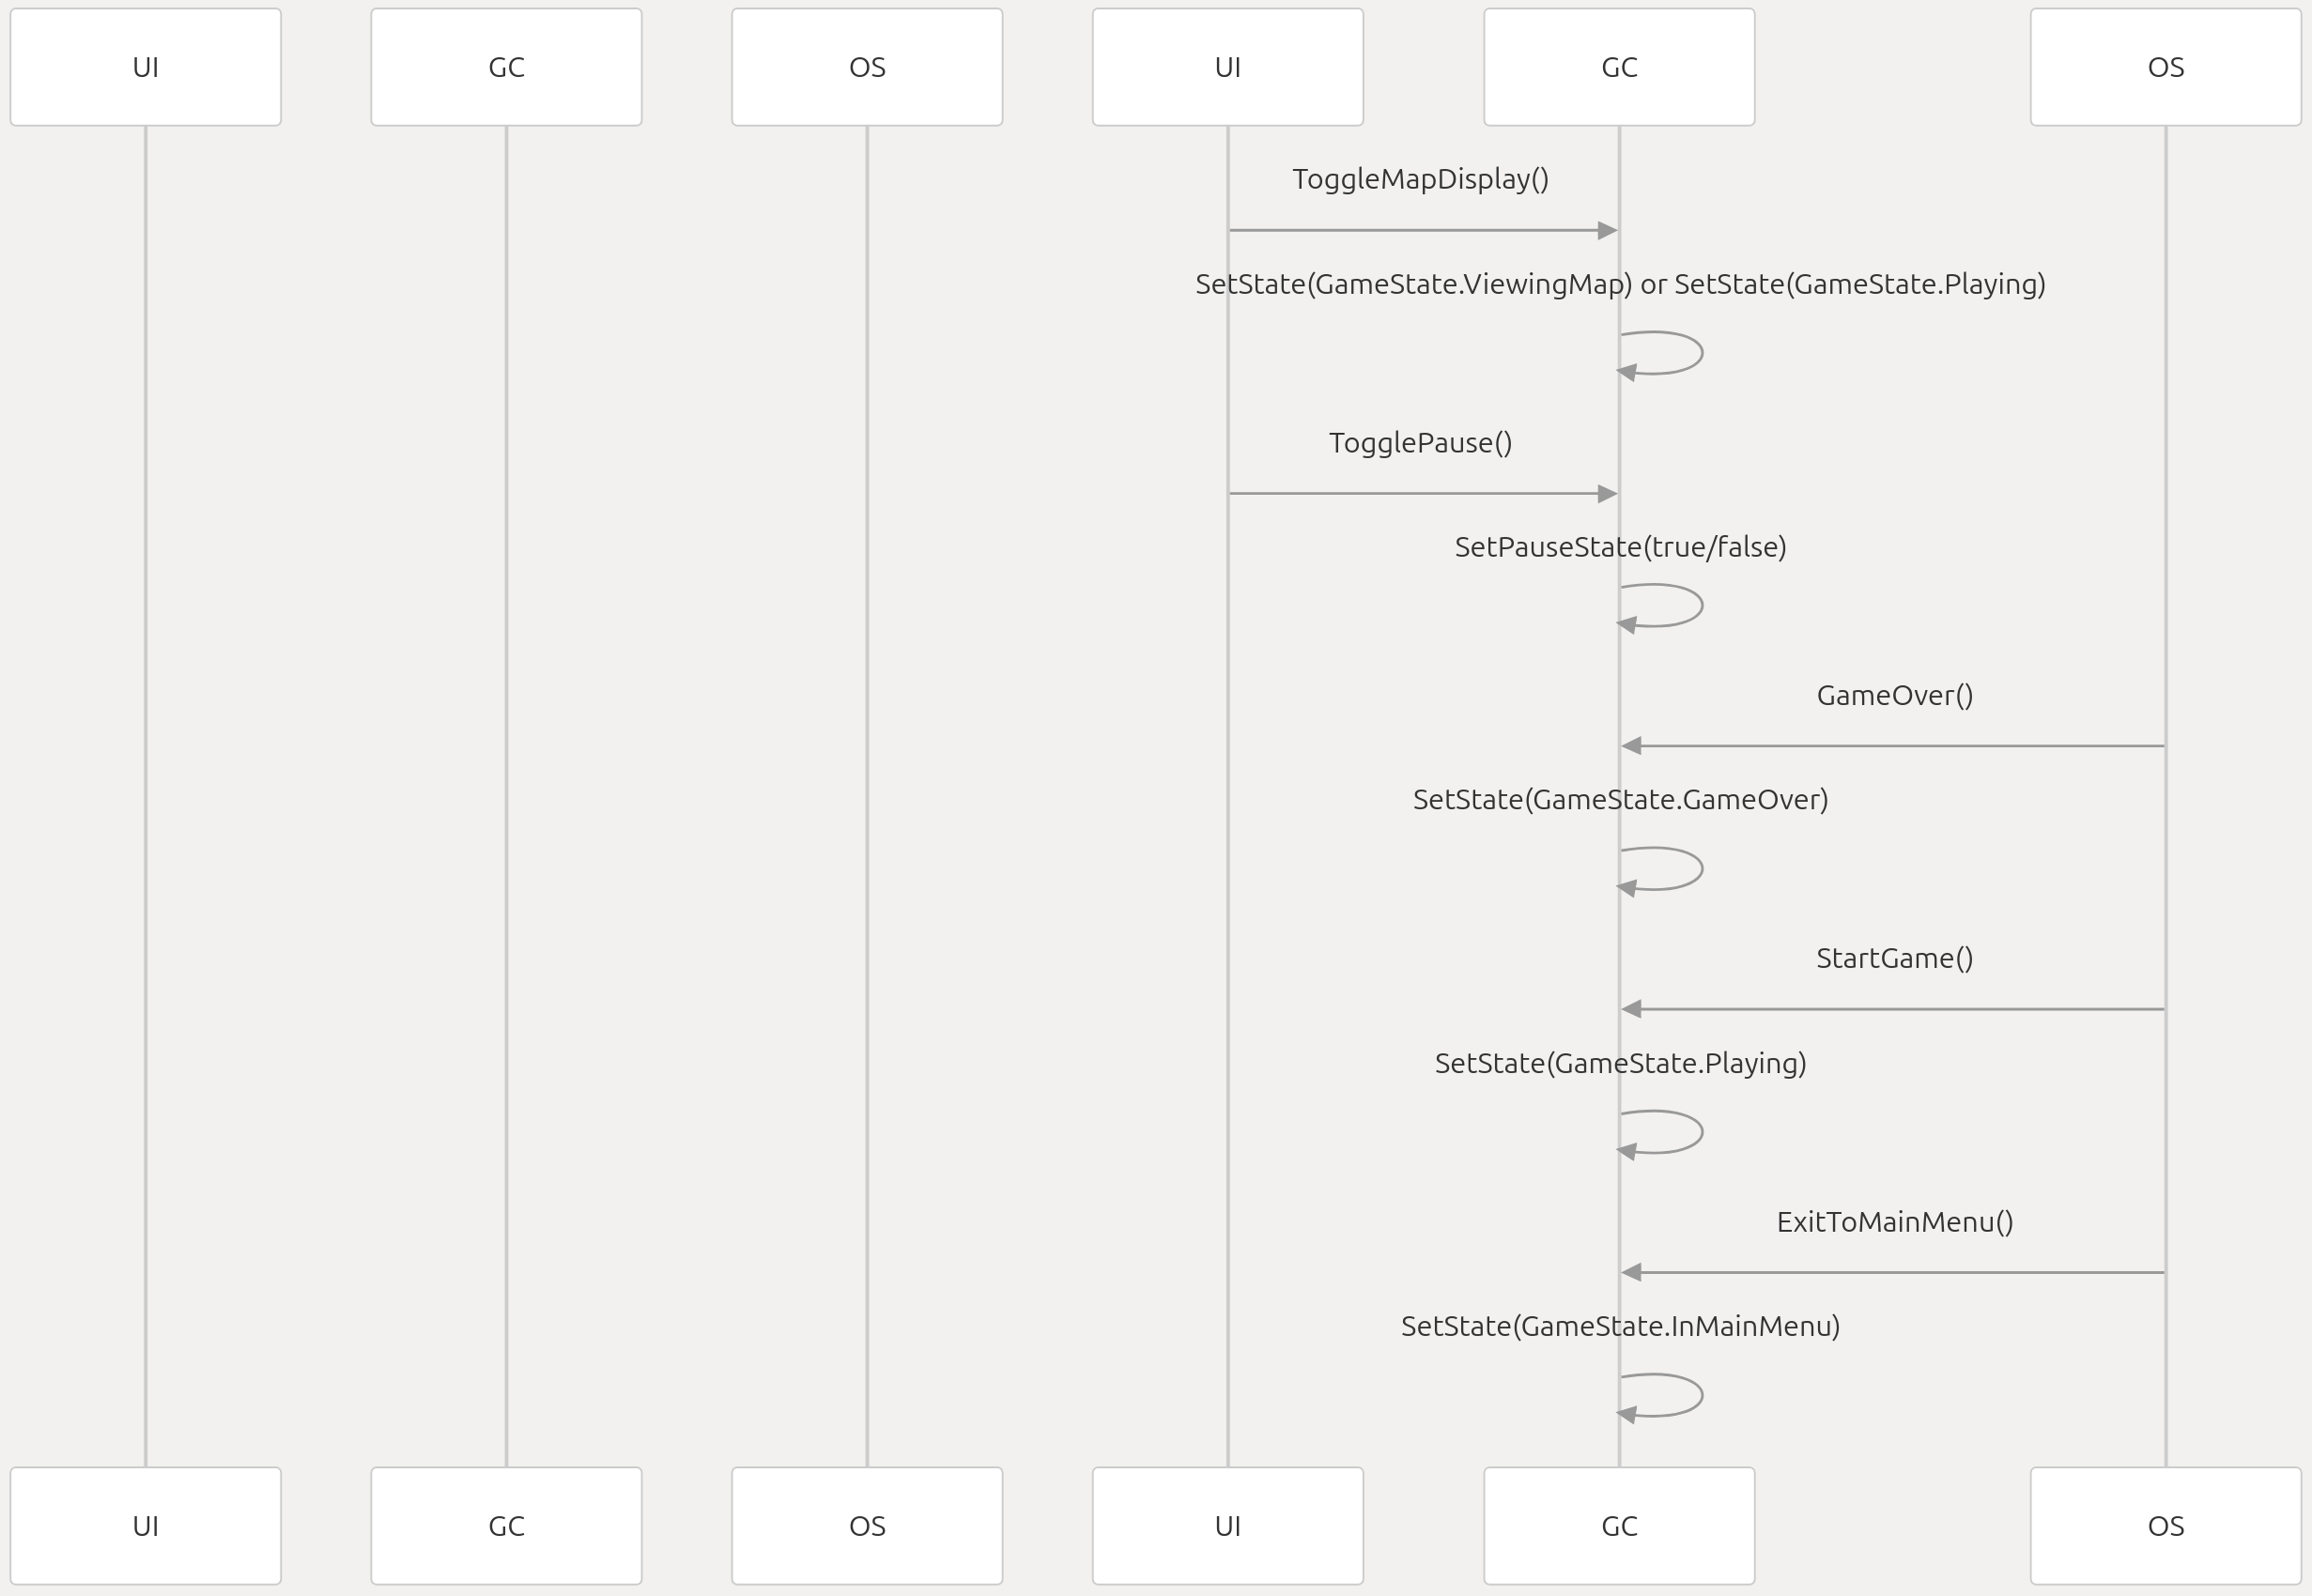 UI
GC
OS
UI
GC
OS
ToggleMapDisplay()
SetState(GameState.ViewingMap) or SetState(GameState.Playing)
TogglePause()
SetPauseState(true/false)
GameOver()
SetState(GameState.GameOver)
StartGame()
SetState(GameState.Playing)
ExitToMainMenu()
SetState(GameState.InMainMenu)
UI
GC
OS
UI
GC
OS